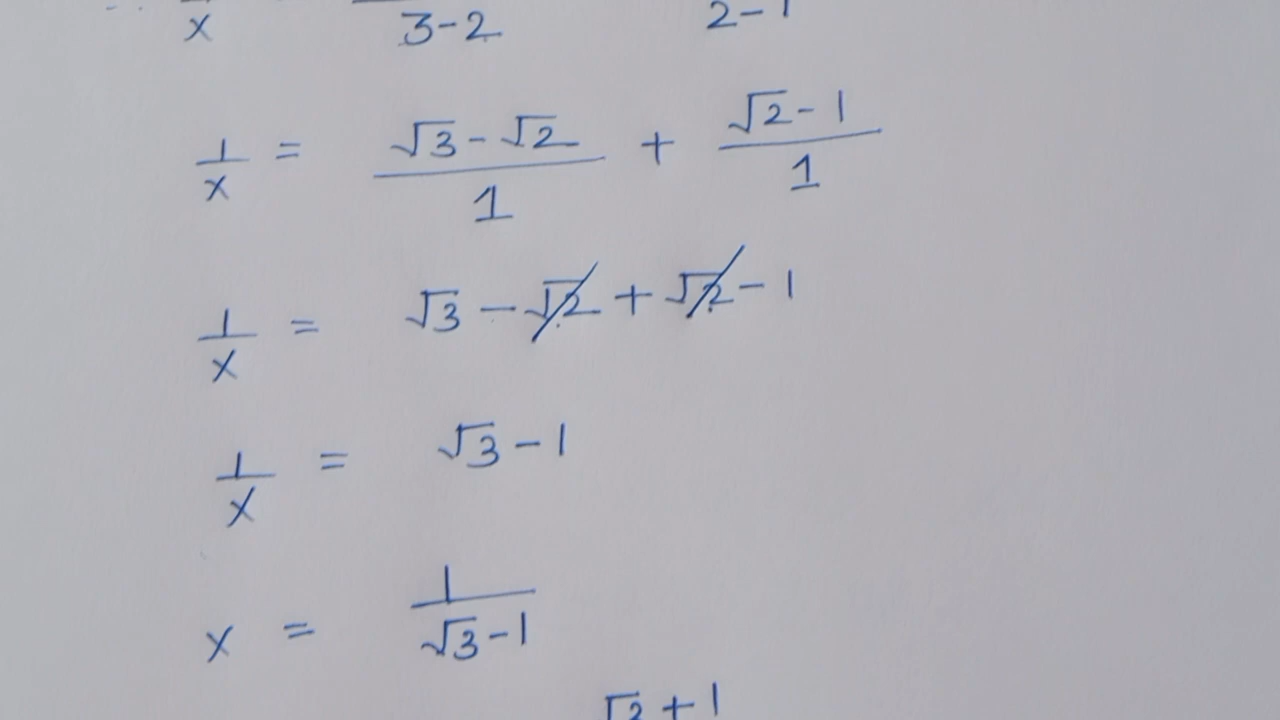 x 3-2 2-1
1/x = (√3-√2)/1 + (√2-1)/1
1/x = √3 - √2 + √2 - 1
1/x = √3 - 1
x = 1/(√3-1)
+ 1